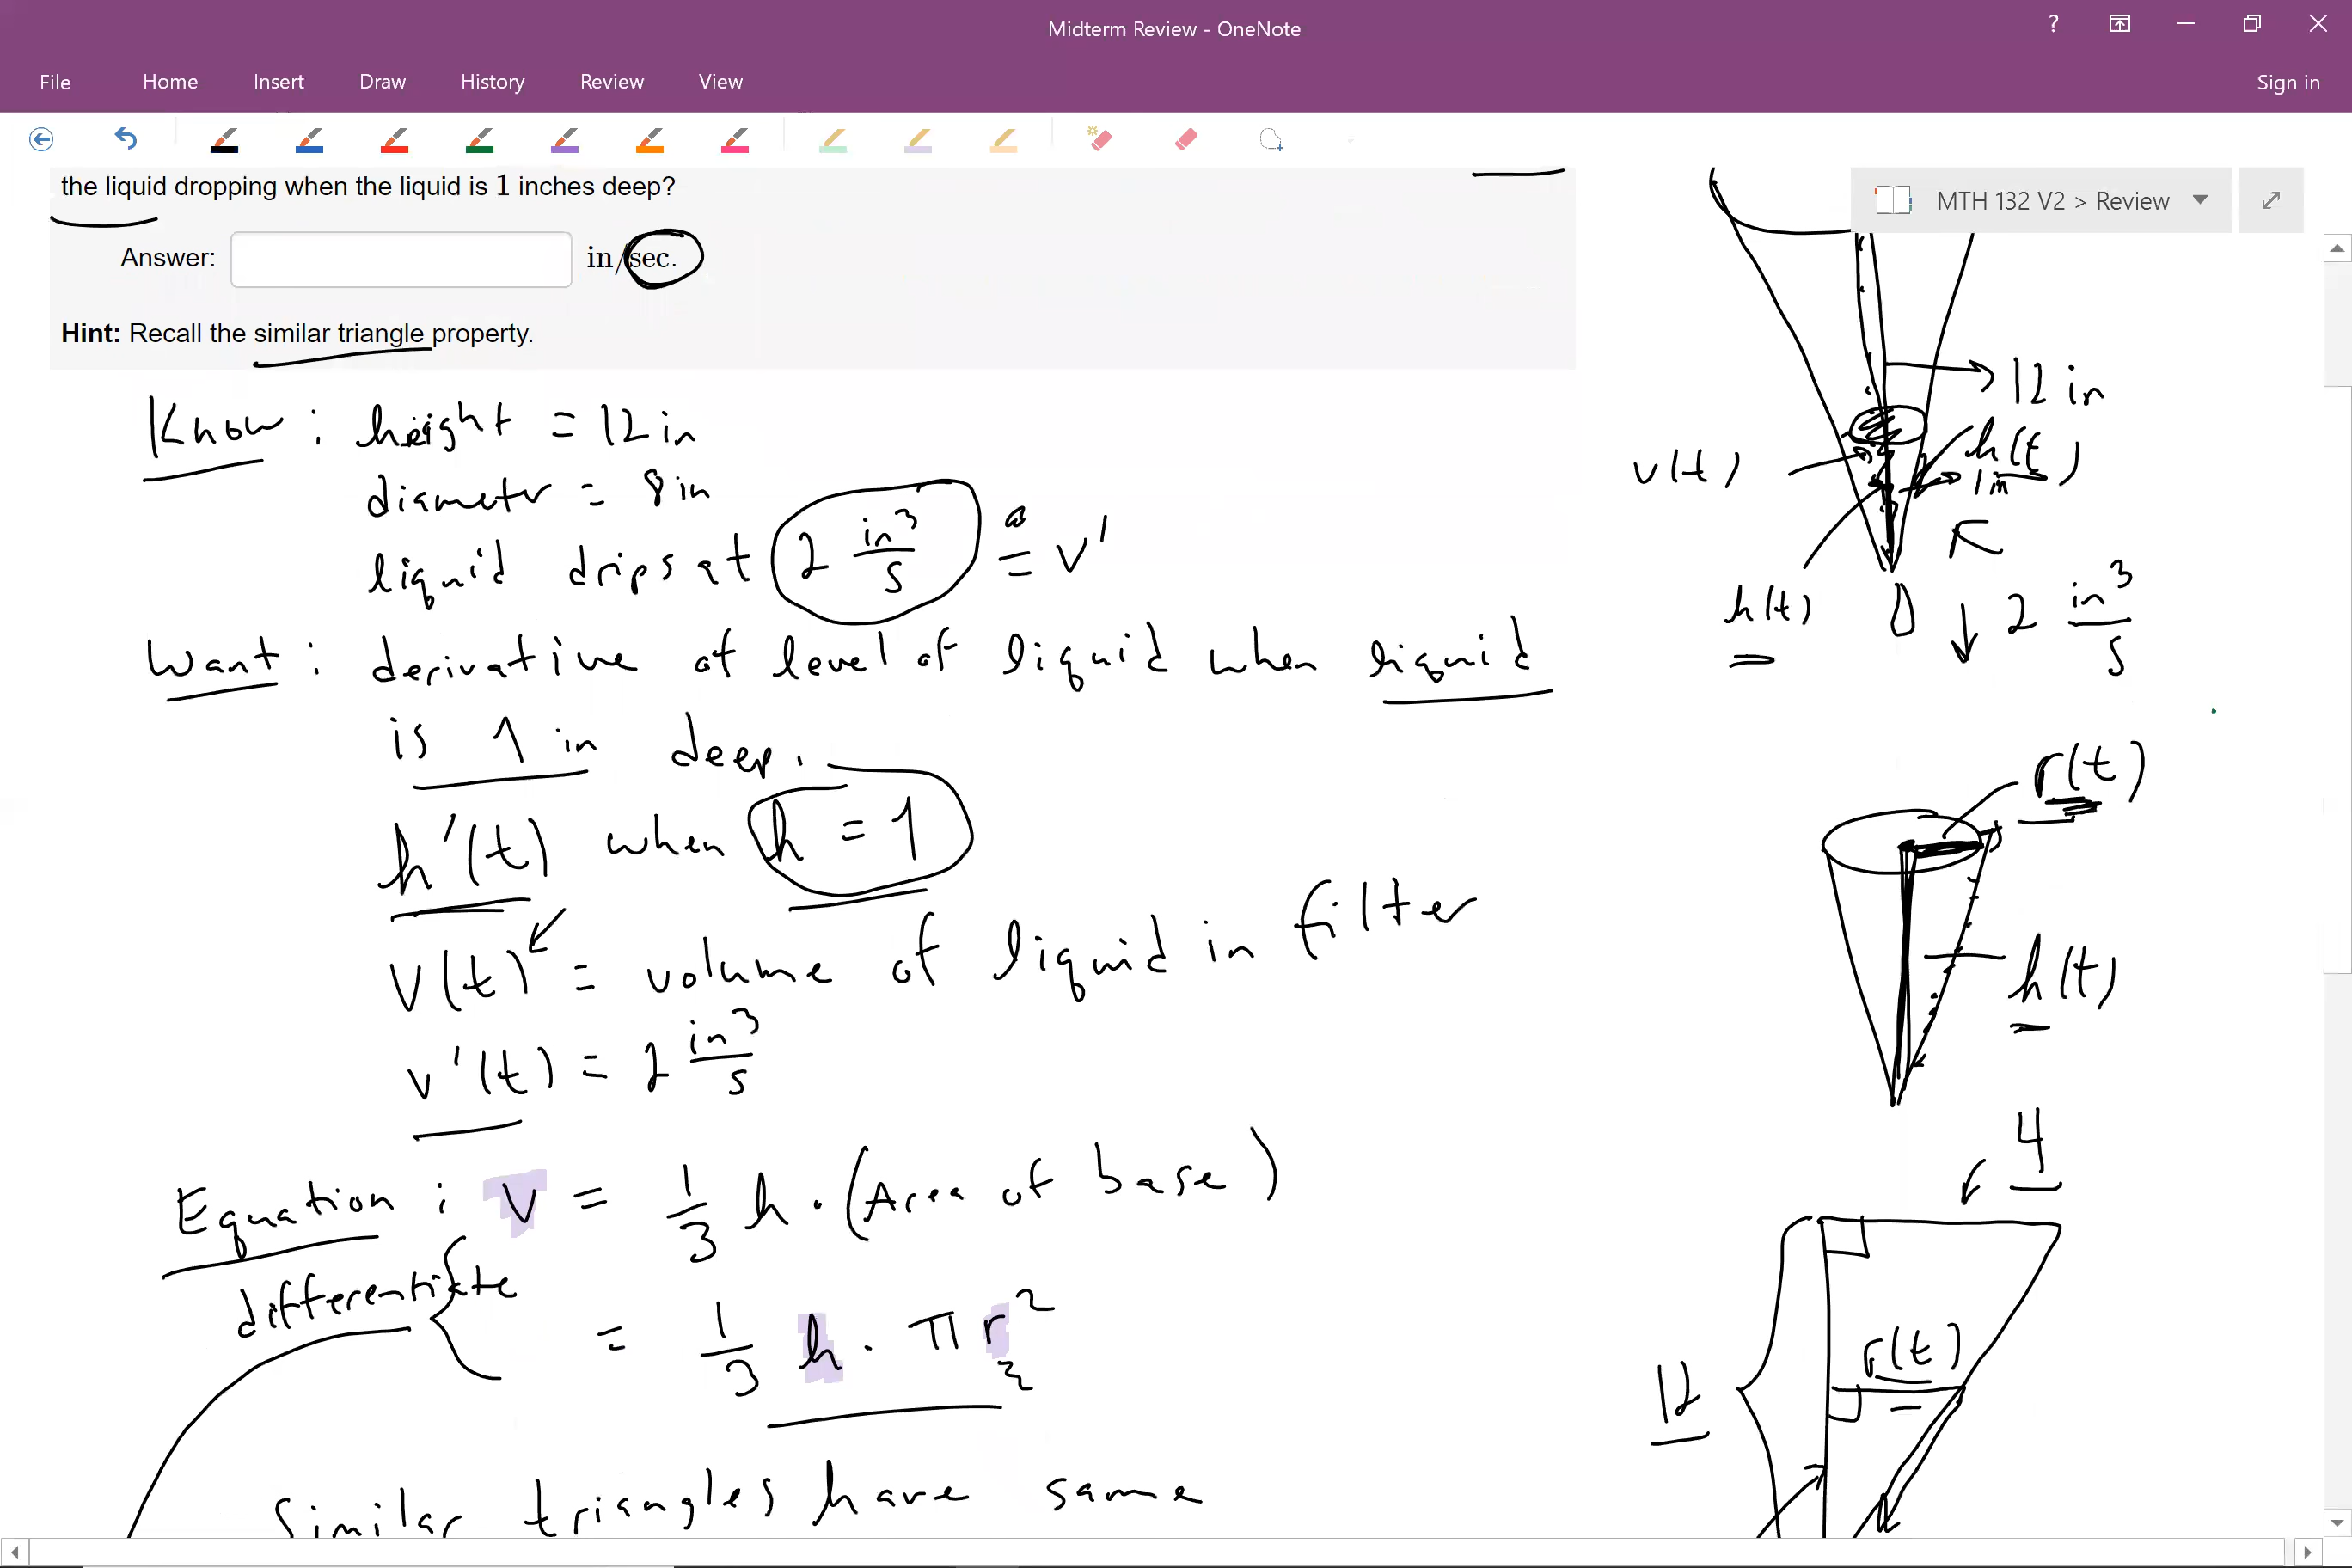 Midterm Review - OneNote
?
File Home Insert Draw History Review View Sign in
the liquid dropping when the liquid is 1 inches deep?
MTH 132 V2 > Review
Answer: in/sec.
Hint: Recall the similar triangle property.
Know: height = 12 in
diameter = 8 in
liquid drips at 2 in³/s = v'
Want: derivative of level of liquid when liquid
is 1 in deep.
h'(t) when h = 1
v(t) = volume of liquid in filter
v'(t) = 2 in³/s
Equation: V = 1/3 h · (Area of base)
differentiate
= 1/3 h · π r²
Similar triangles have same
12 in
v(t)
h(t)
1 in
h(t)
2 in³/s
r(t)
h(t)
4
r(t)
12